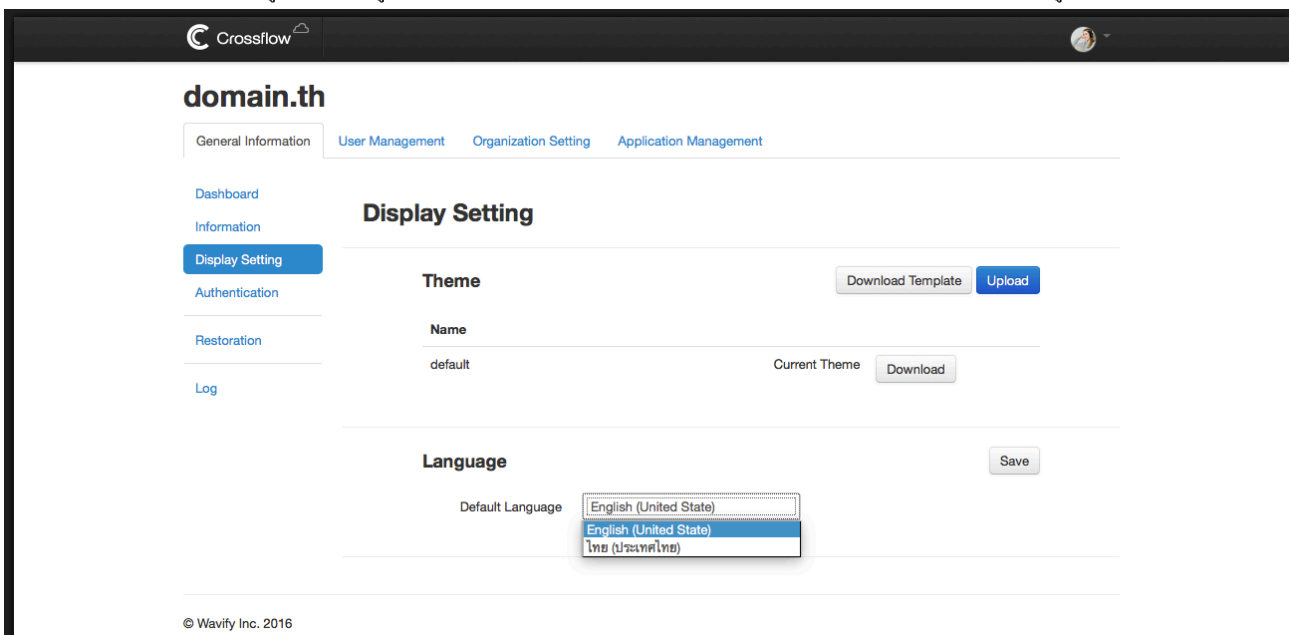 Crossflow
domain.th
General Information User Management Organization Setting Application Management
Dashboard
Information
Display Setting
Authentication
Restoration
Log
Display Setting
Theme Download Template Upload
Name
default Current Theme Download
Language Save
Default Language English (United State)
English (United State)
ไทย (ประเทศไทย)
© Wavify Inc. 2016